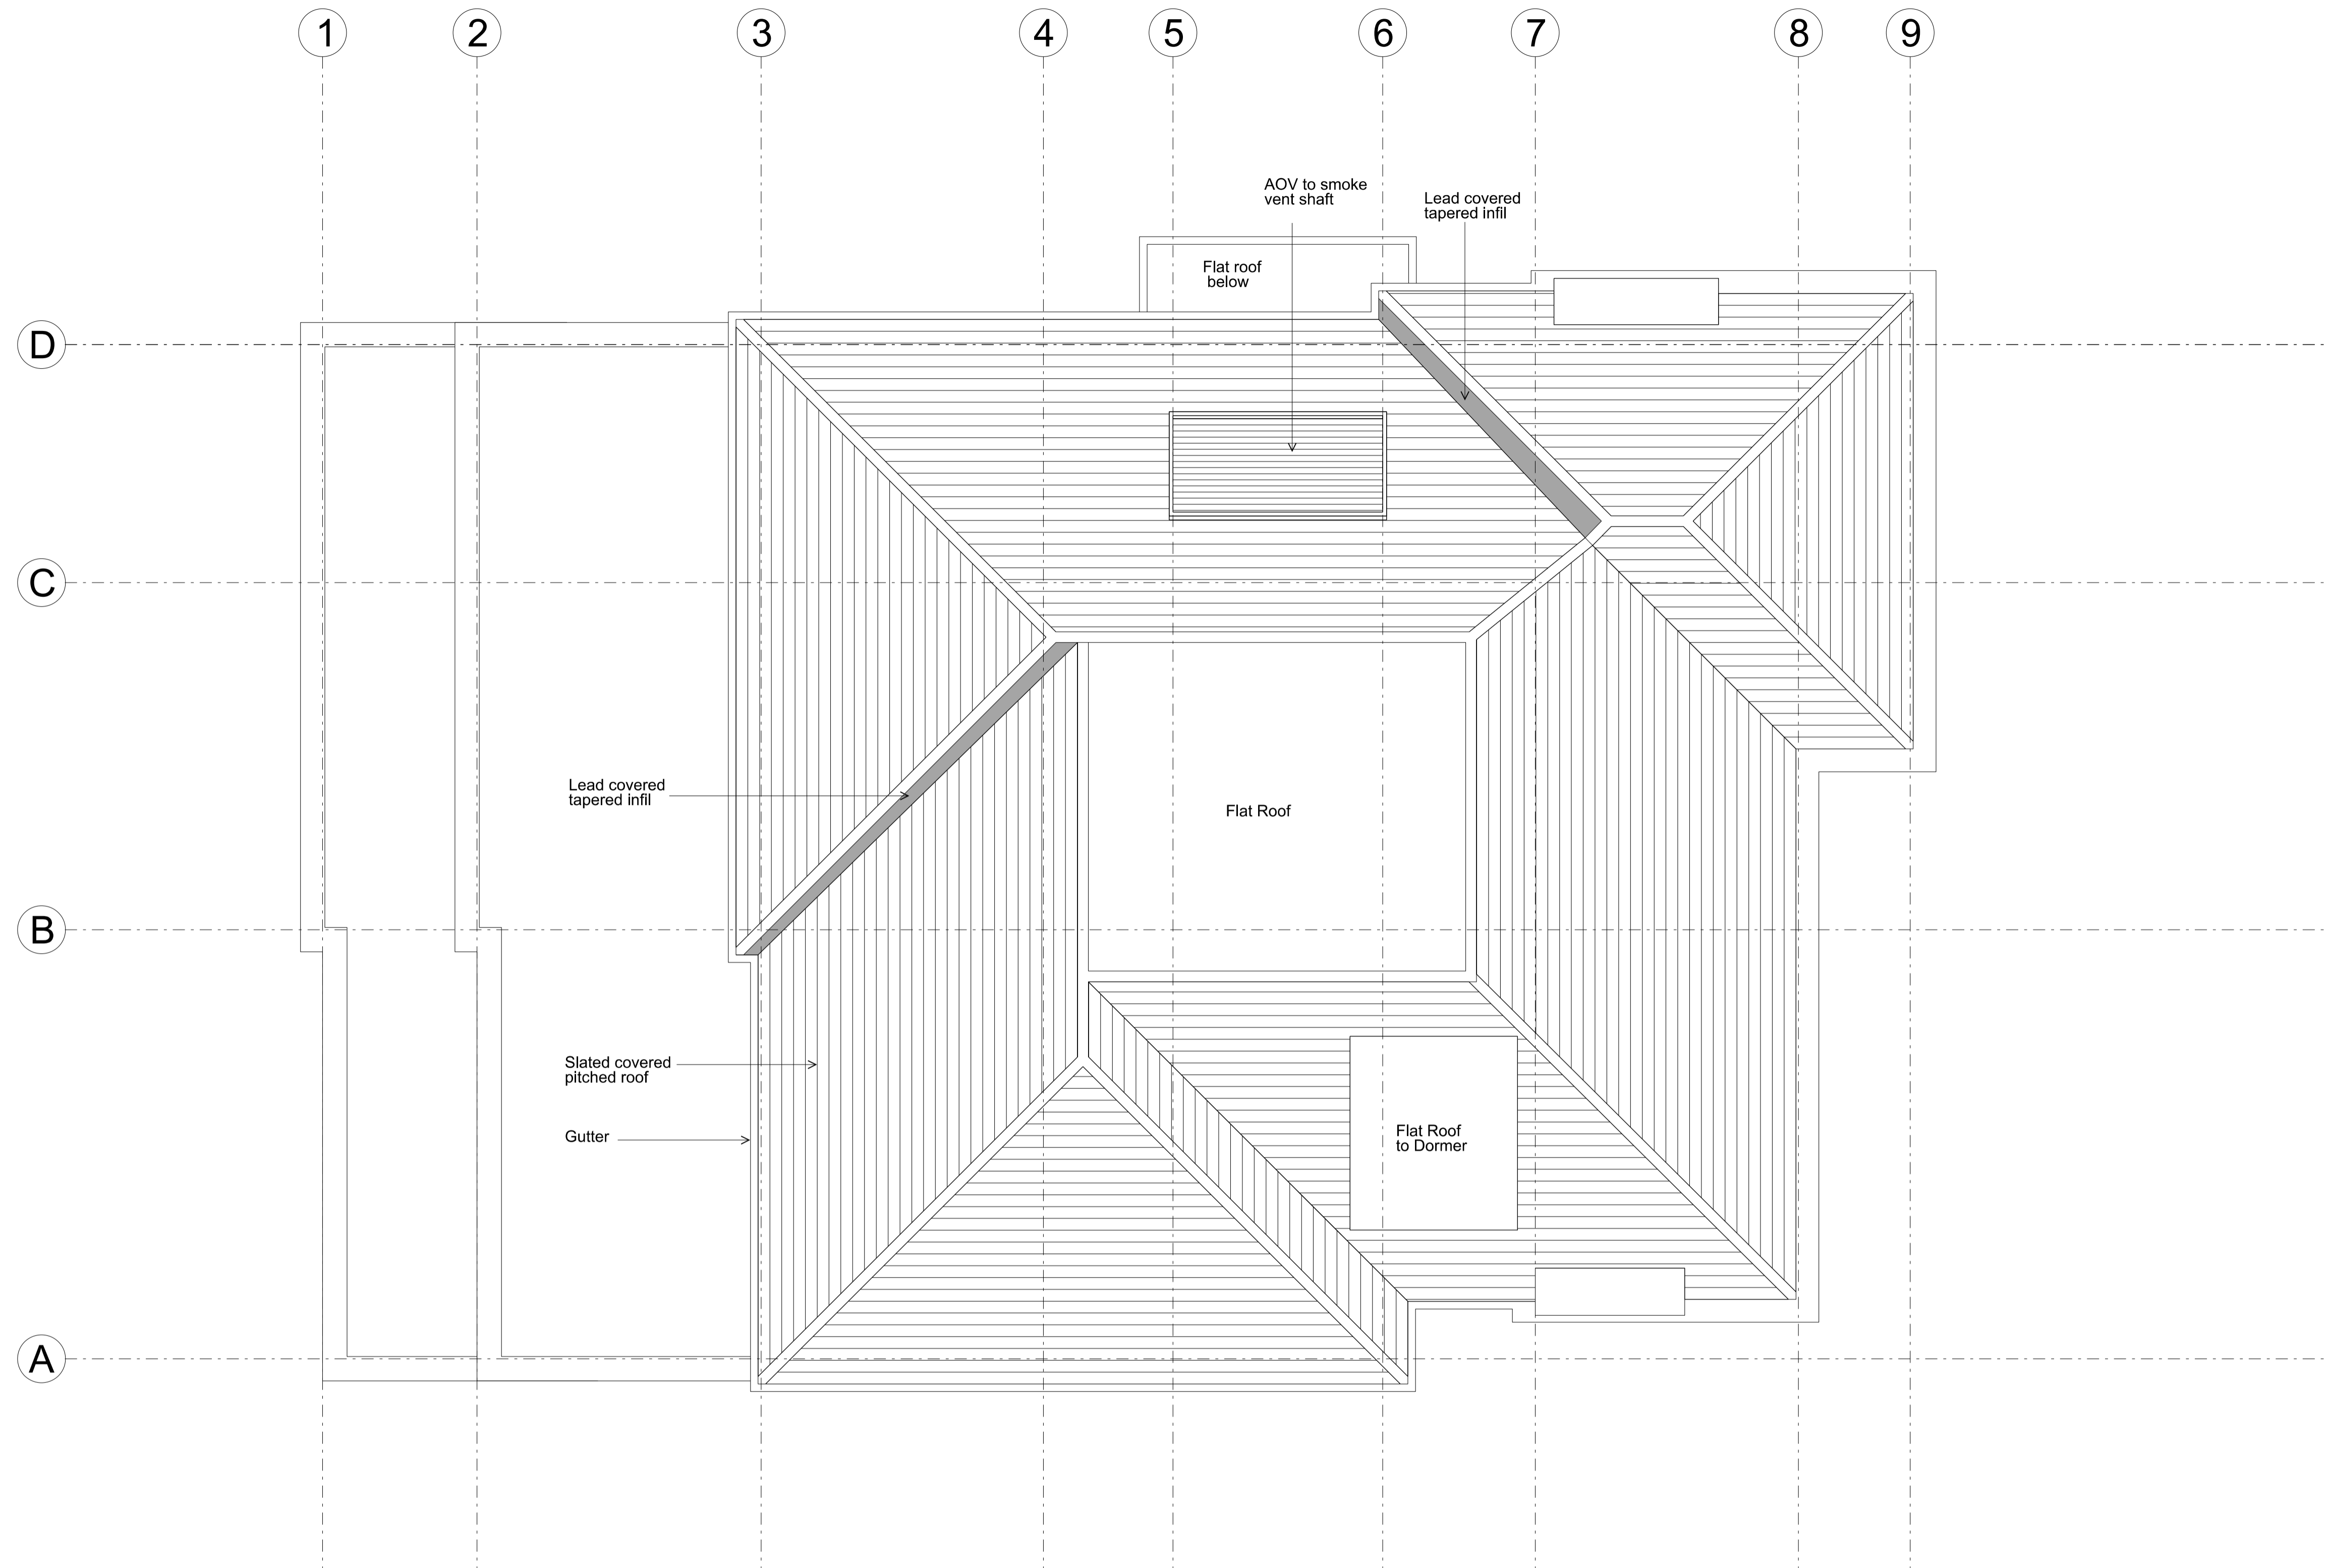 1 2 3 4 5 6 7 8 9
AOV to smoke
vent shaft
Lead covered
tapered infil
Flat roof
below
D
C
Lead covered
tapered infil
Flat Roof
B
Slated covered
pitched roof
Gutter
Flat Roof
to Dormer
A